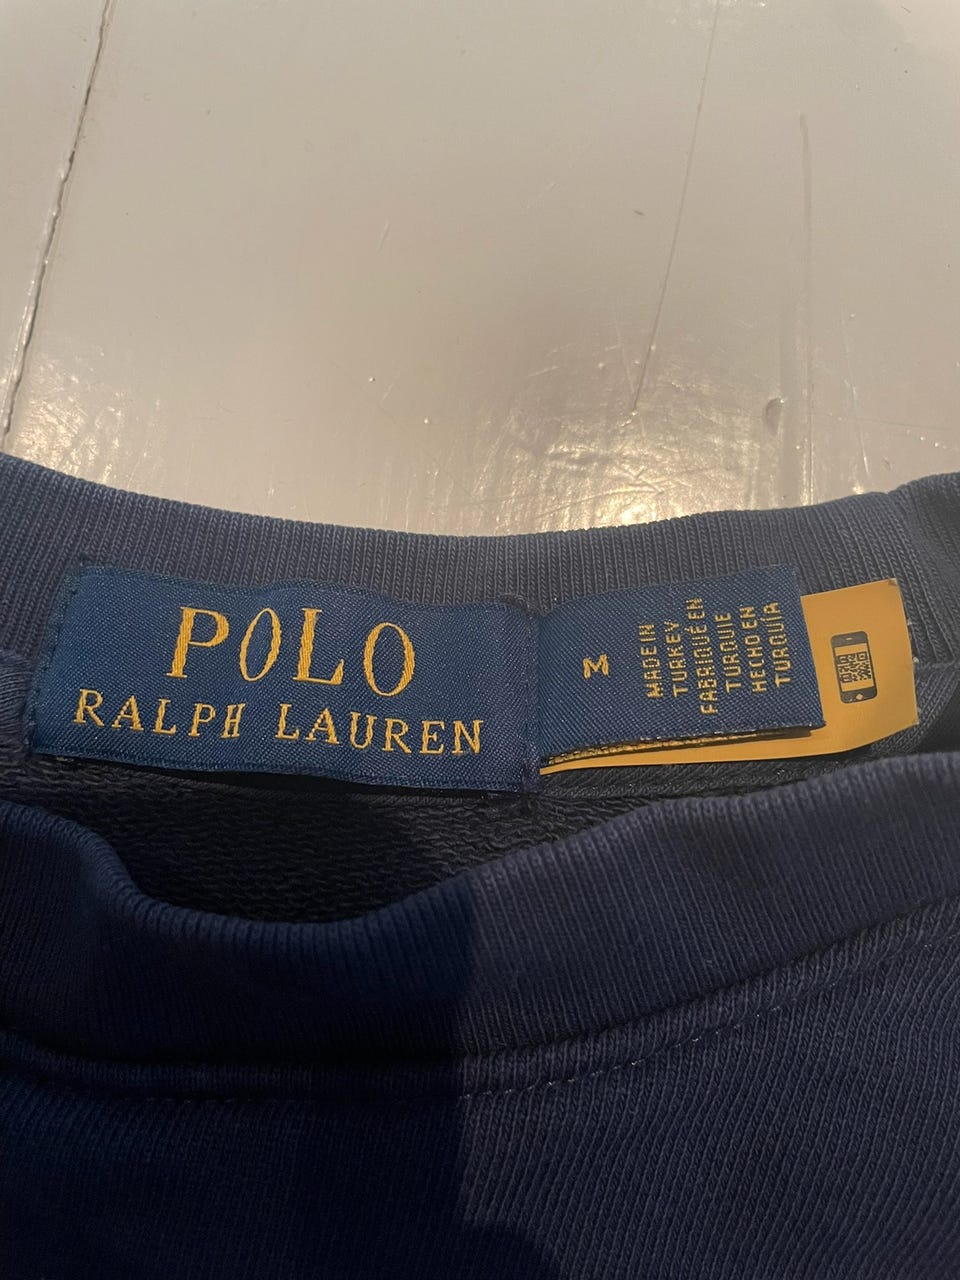 POLO
RALPH LAUREN
M
MADE IN
TURKEY
FABRIQUÉ EN
TURQUIE
HECHO EN
TURQUÍA